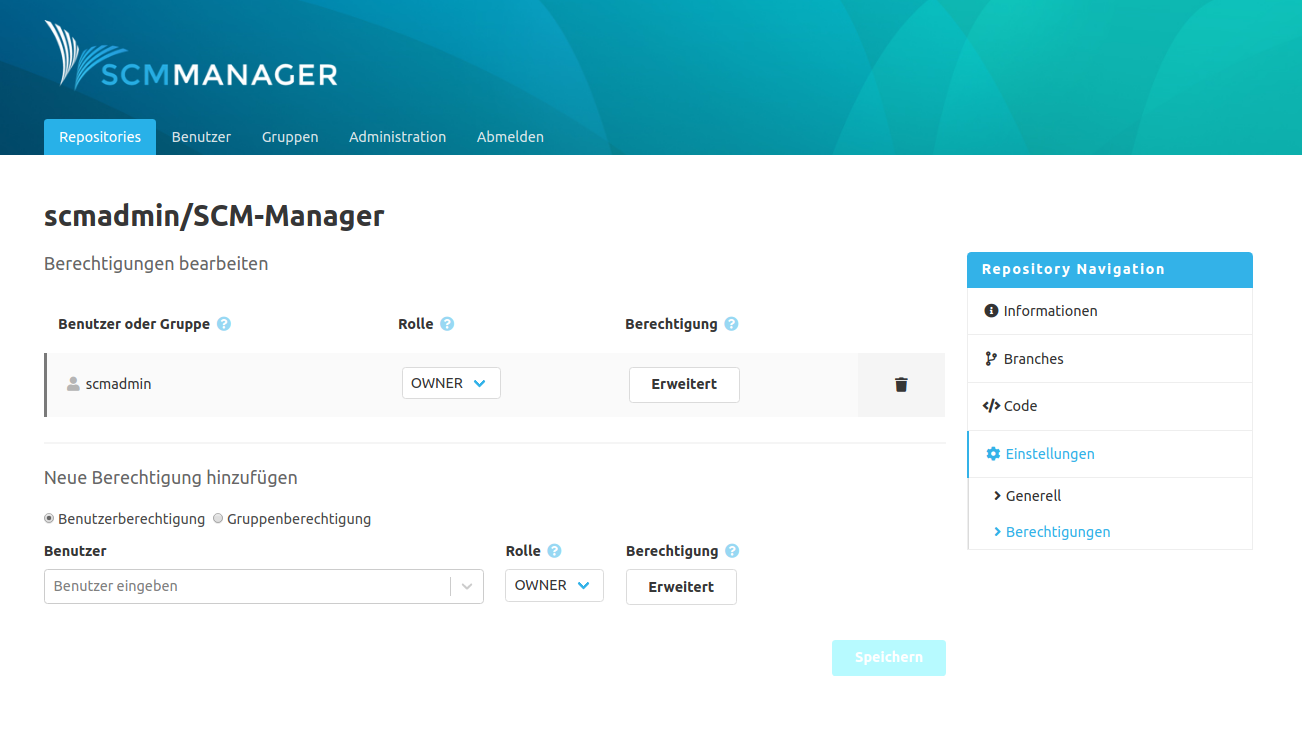 SCMMANAGER
Repositories Benutzer Gruppen Administration Abmelden
scmadmin/SCM-Manager
Berechtigungen bearbeiten
Benutzer oder Gruppe ? Rolle ? Berechtigung ?
scmadmin OWNER Erweitert
Neue Berechtigung hinzufügen
Benutzerberechtigung Gruppenberechtigung
Benutzer Rolle ? Berechtigung ?
Benutzer eingeben OWNER Erweitert
Speichern
Repository Navigation
Informationen
Branches
Code
Einstellungen
Generell
Berechtigungen